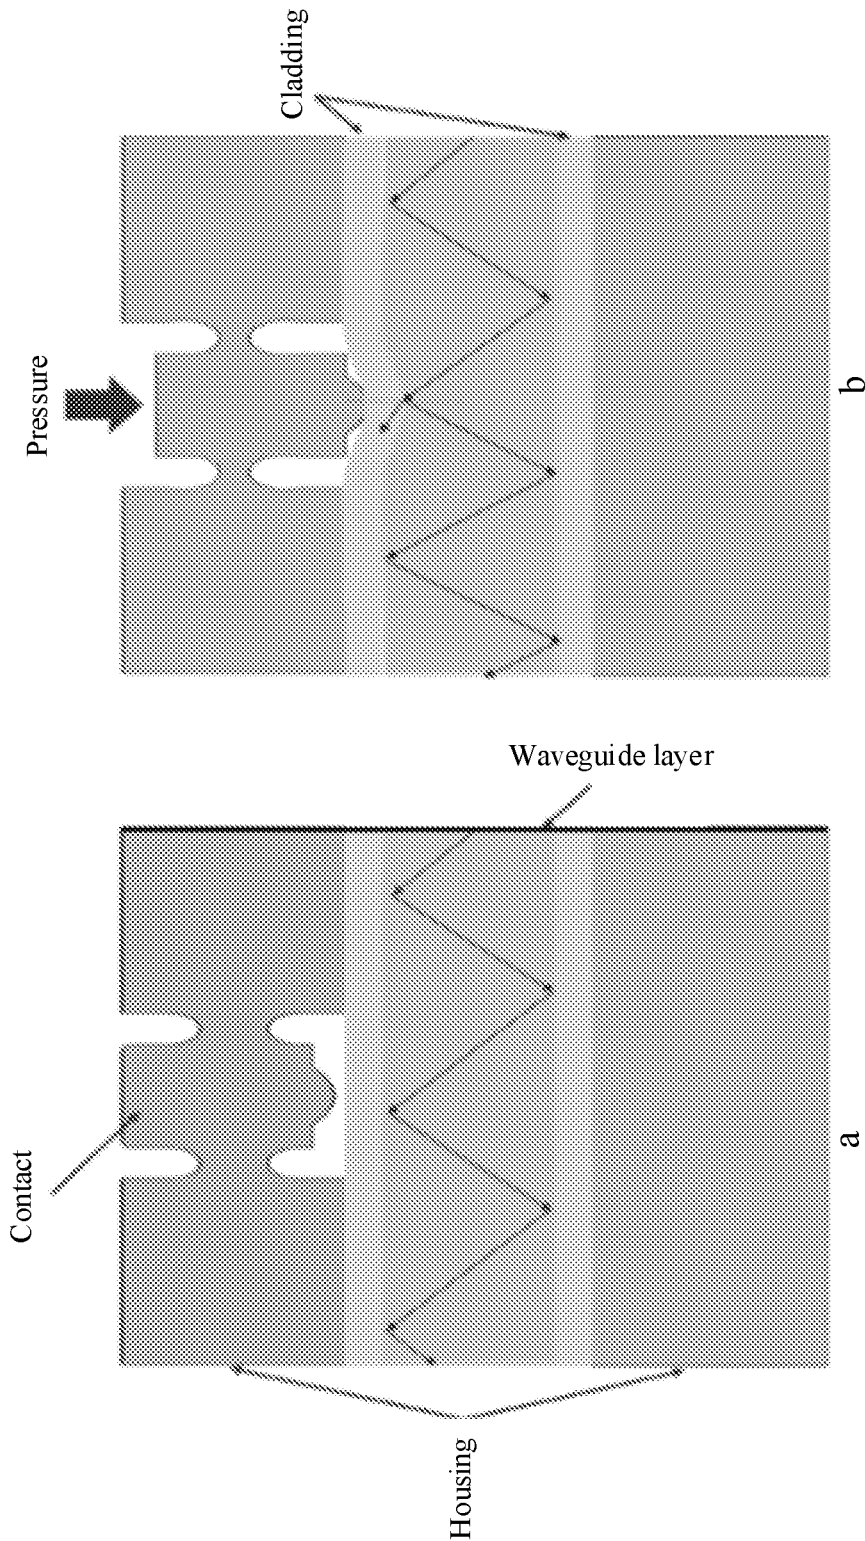 Contact
Housing
Waveguide layer
a
Pressure
Cladding
b